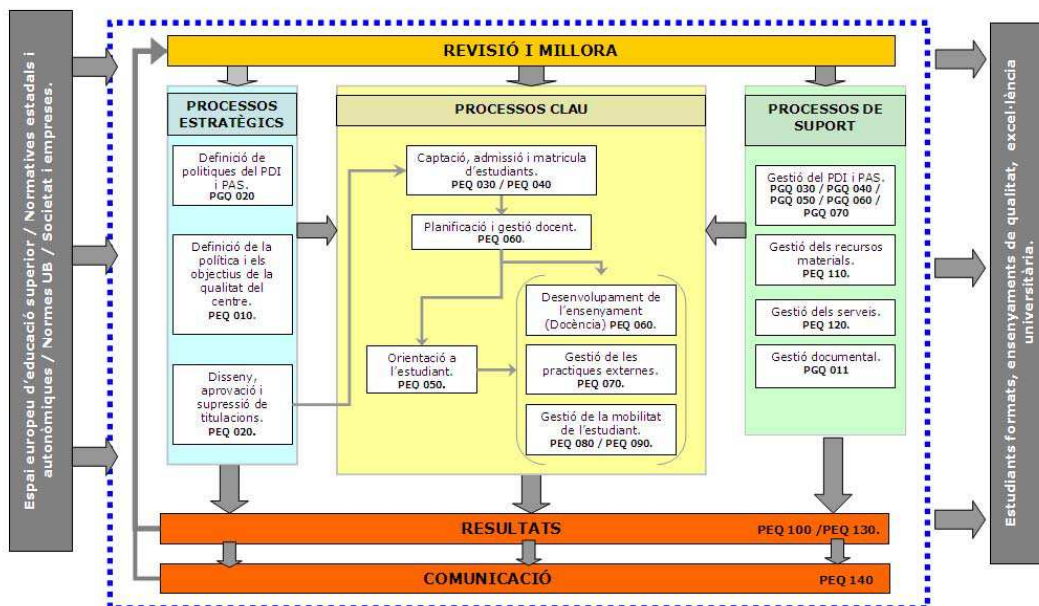 Espai europeu d'educació superior / Normatives estadals i
autonómiques / Normes UB / Societat i empreses.
REVISIÓ I MILLORA
PROCESSOS
ESTRATÈGICS
Definició de
politiques del PDI
i PAS.
PGQ 020
Definició de la
política i els
objectius de la
qualitat del
centre.
PEQ 010.
Disseny,
aprovació i
supressió de
titulacions.
PEQ 020.
PROCESSOS CLAU
Captació, admissió i matricula
d'estudiants.
PEQ 030 / PEQ 040
Planificació i gestió docent.
PEQ 060.
Orientació a
l'estudiant.
PEQ 050.
Desenvolupament de
l'ensenyament
(Docència) PEQ 060.
Gestió de les
practiques externes.
PEQ 070.
Gestió de la mobilitat
de l'estudiant.
PEQ 080 / PEQ 090.
PROCESSOS DE
SUPORT
Gestió del PDI i PAS.
PGQ 030 / PGQ 040 /
PGQ 050 / PGQ 060 /
PGQ 070
Gestió dels recursos
materials.
PEQ 110.
Gestió dels serveis.
PEQ 120.
Gestió documental.
PGQ 011
RESULTATS
PEQ 100 /PEQ 130.
COMUNICACIÓ
PEQ 140
Estudiants formats, ensenyaments de qualitat, excel·lència
universitària.